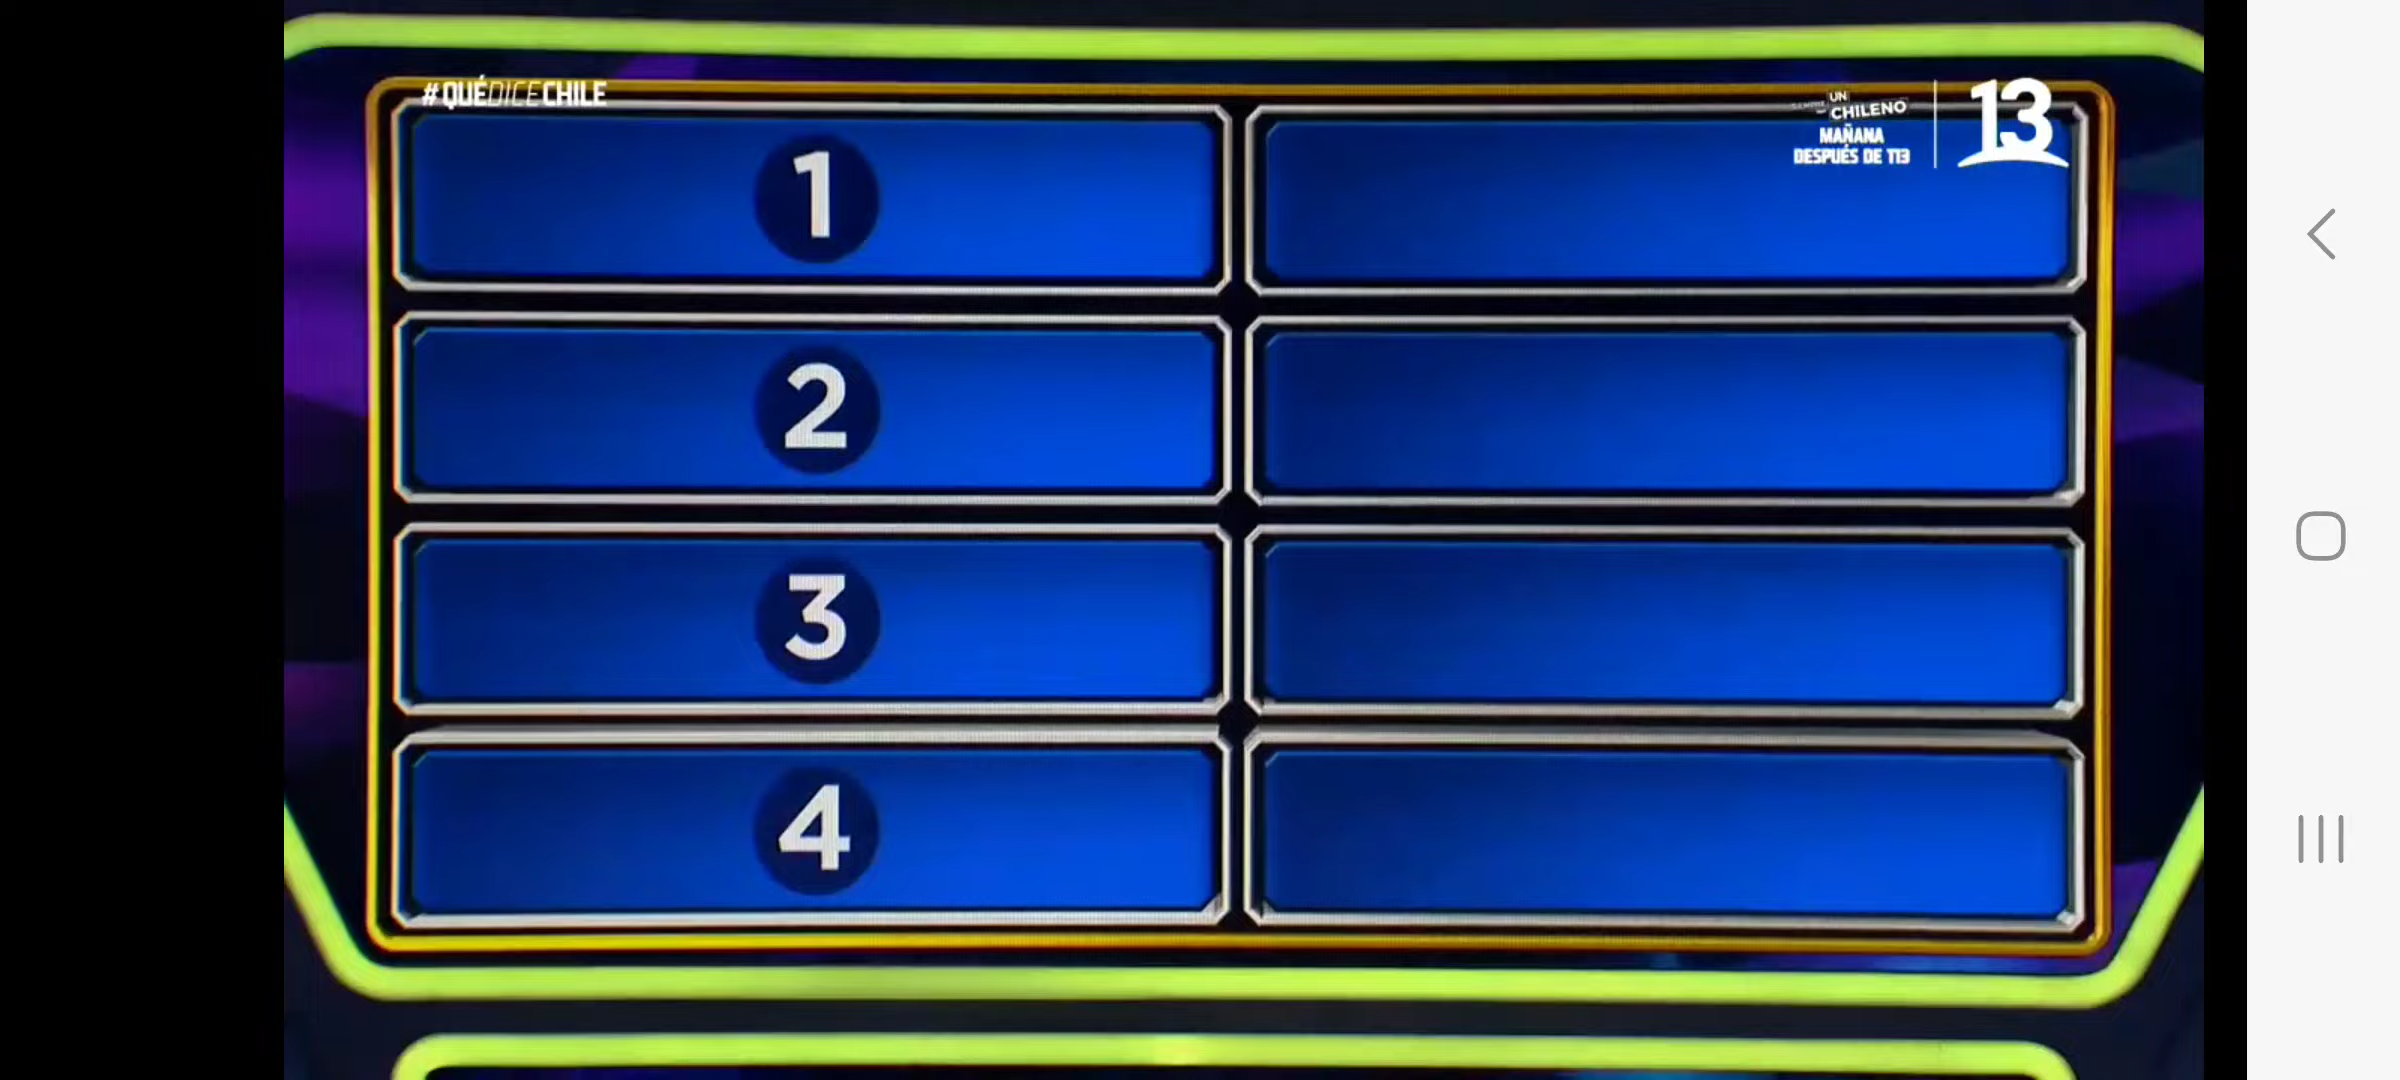 #QUÉDICECHILE
UN
CHILENO
MAÑANA
DESPUÉS DE T13
13
1
2
3
4